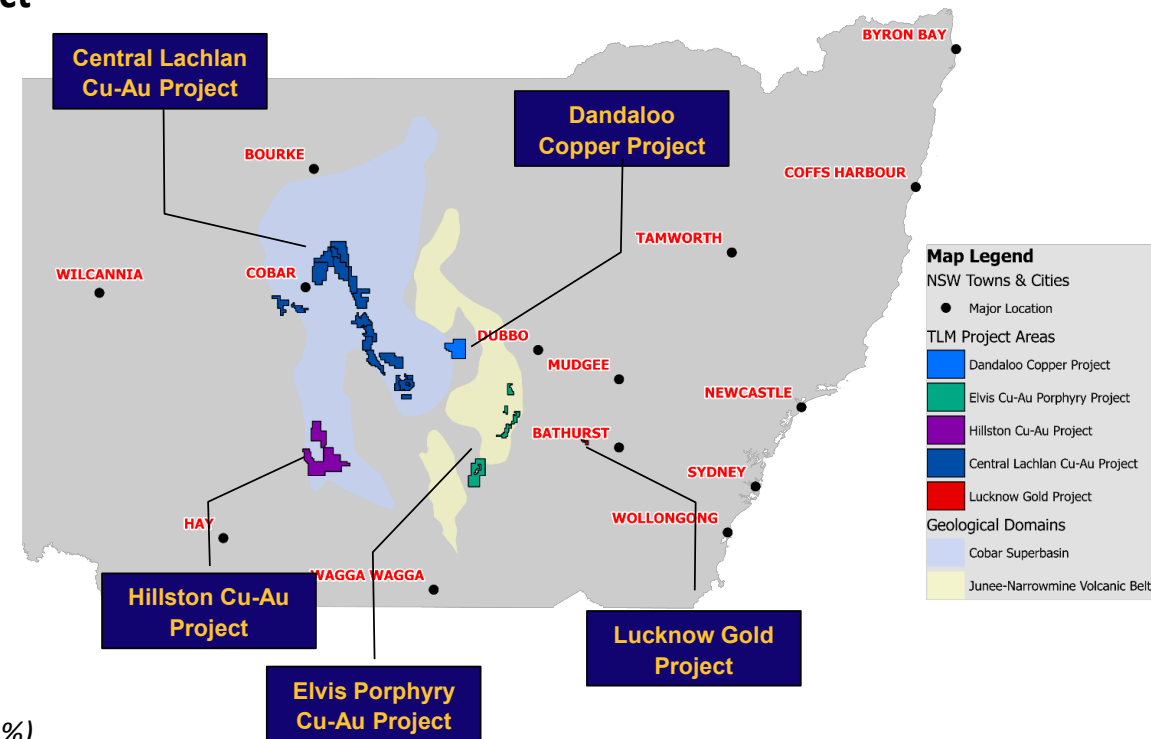 ct
Central Lachlan
Cu-Au Project
Dandaloo
Copper Project
BYRON BAY
BOURKE
COFFS HARBOUR
TAMWORTH
WILCANNIA
COBAR
DUBBO
MUDGEE
NEWCASTLE
BATHURST
SYDNEY
WOLLONGONG
HAY
WAGGA WAGGA
Hillston Cu-Au
Project
Elvis Porphyry
Cu-Au Project
Lucknow Gold
Project
Map Legend
NSW Towns & Cities
Major Location
TLM Project Areas
Dandaloo Copper Project
Elvis Cu-Au Porphyry Project
Hillston Cu-Au Project
Central Lachlan Cu-Au Project
Lucknow Gold Project
Geological Domains
Cobar Superbasin
Junee-Narrowmine Volcanic Belt
%)